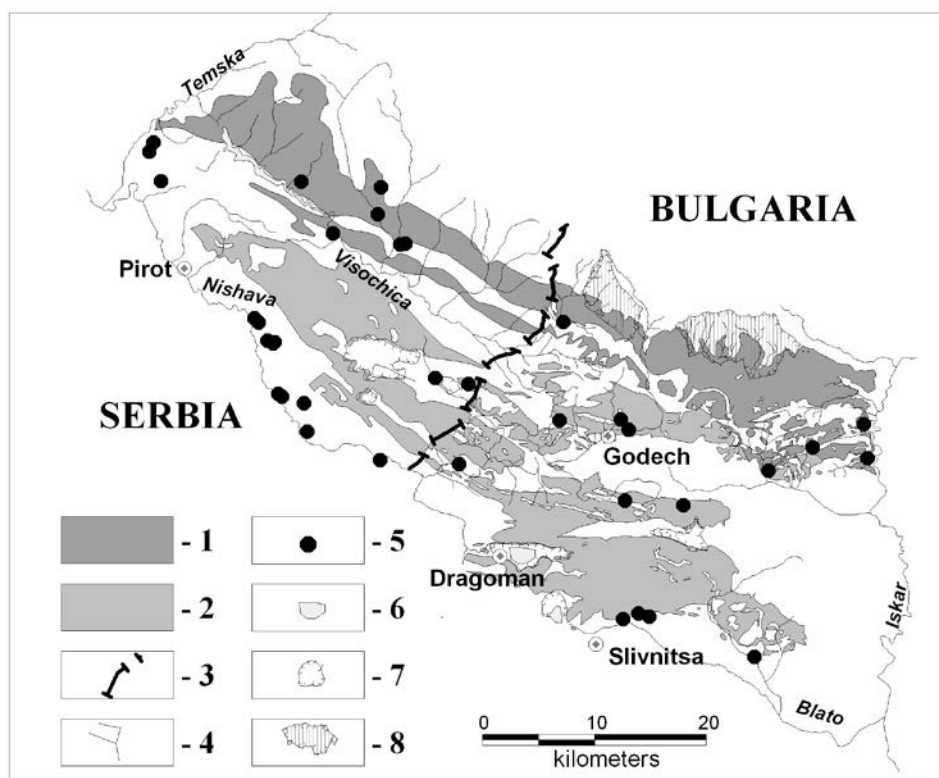 Temska
BULGARIA
Pirot
Visochica
Nishava
SERBIA
Godech
- 1
- 5
- 2
- 6
Dragoman
- 3
- 7
Slivnitsa
Iskar
- 4
- 8
Blato
0 10 20
kilometers